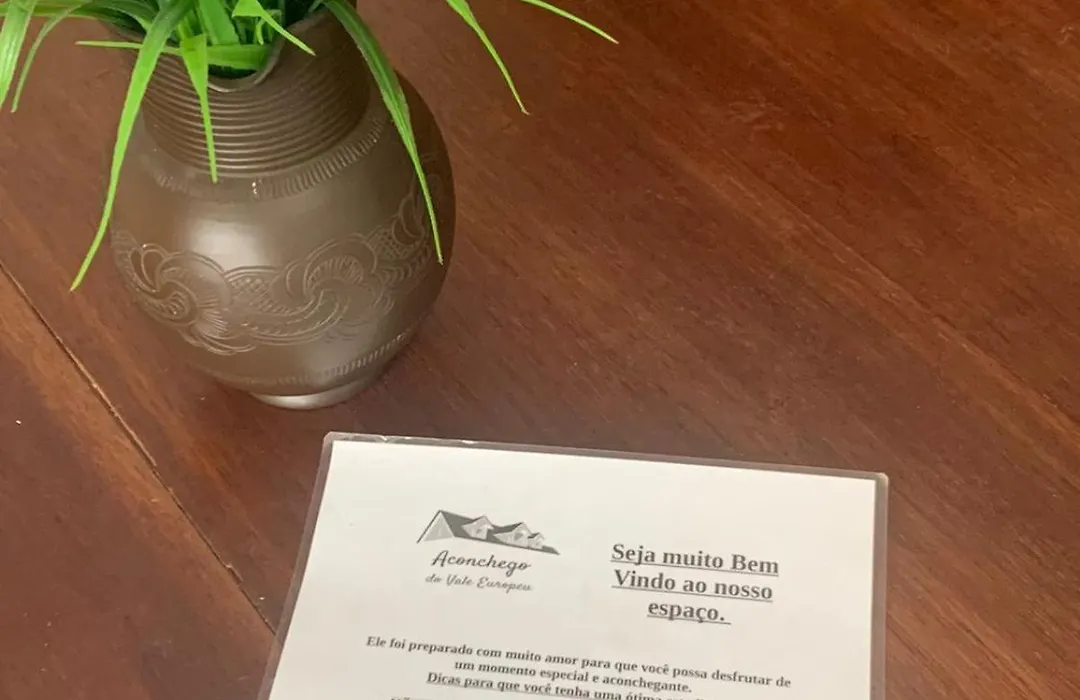 Aconchego
do Vale Europeu
Seja muito Bem
Vindo ao nosso
espaço.
Ele foi preparado com muito amor para que você possa desfrutar de
um momento especial e aconchegante.
Dicas para que você tenha uma ótima